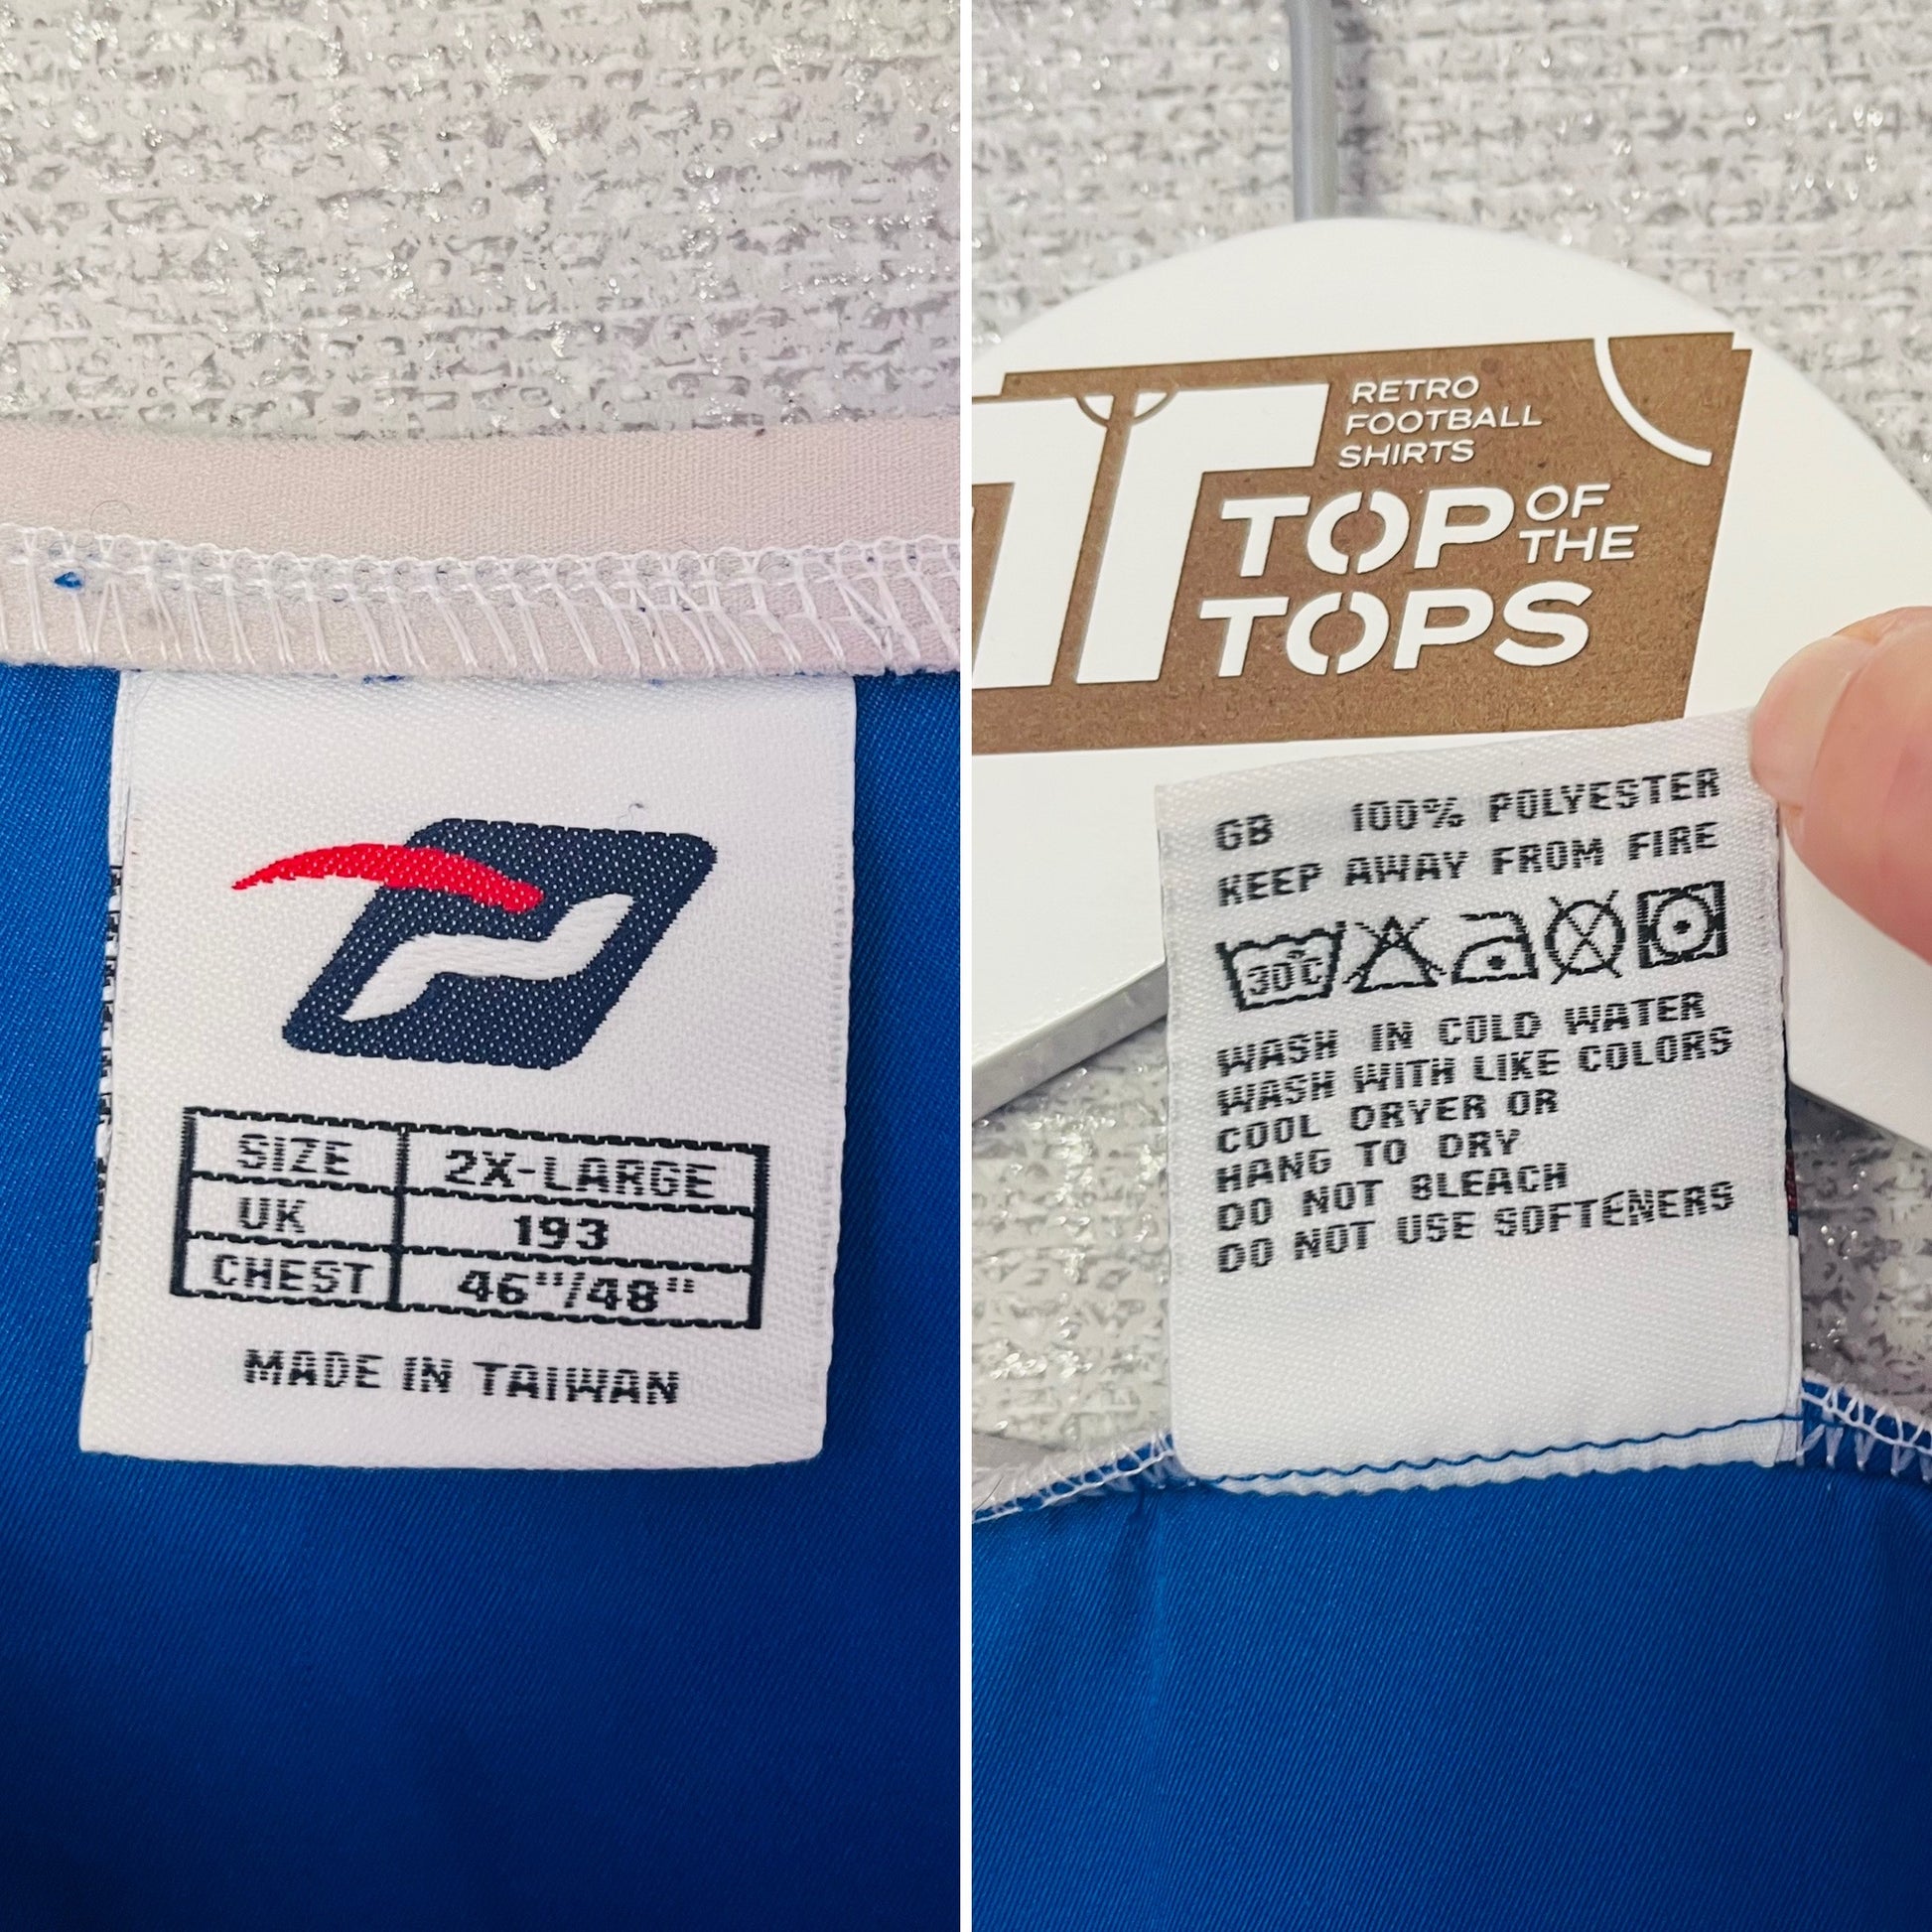 SIZE 2X-LARGE
UK 193
CHEST 46"/48"
MADE IN TAIWAN
RETRO
FOOTBALL
SHIRTS
TOP OF
THE
TOPS
GB 100% POLYESTER
KEEP AWAY FROM FIRE
30°C
WASH IN COLD WATER
WASH WITH LIKE COLORS
COOL DRYER OR
HANG TO DRY
DO NOT BLEACH
DO NOT USE SOFTENERS